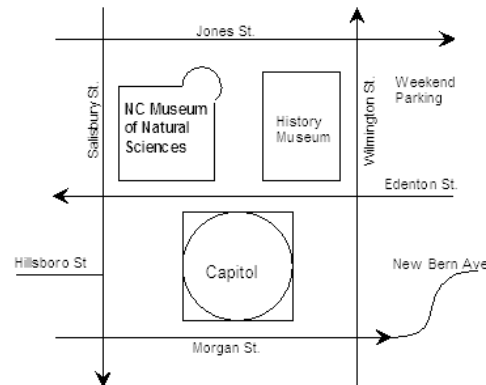 Jones St.
Salisbury St.
NC Museum
of Natural
Sciences
History
Museum
Wilmington St.
Weekend
Parking
Edenton St.
Hillsboro St
Capitol
New Bern Ave
Morgan St.